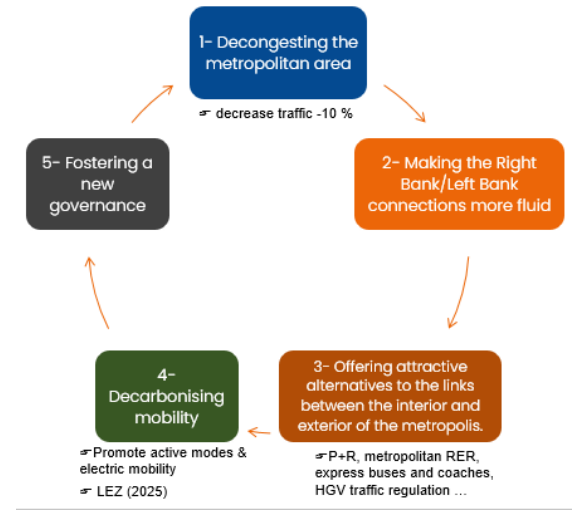 1- Decongesting the
metropolitan area
☞ decrease traffic -10 %
2- Making the Right
Bank/Left Bank
connections more fluid
3- Offering attractive
alternatives to the links
between the interior and
exterior of the metropolis.
☞P+R, metropolitan RER,
express buses and coaches,
HGV traffic regulation ...
4-
Decarbonising
mobility
☞Promote active modes &
electric mobility
☞ LEZ (2025)
5- Fostering a
new
governance